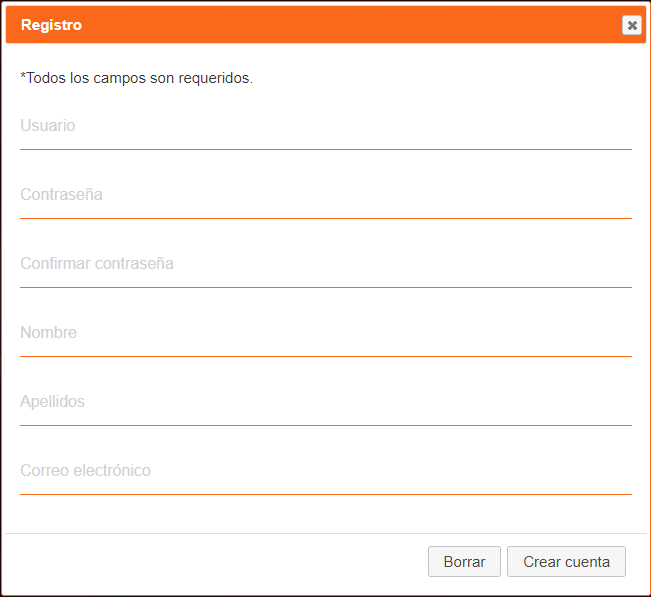 Registro
*Todos los campos son requeridos.
Usuario
Contraseña
Confirmar contraseña
Nombre
Apellidos
Correo electrónico
Borrar Crear cuenta